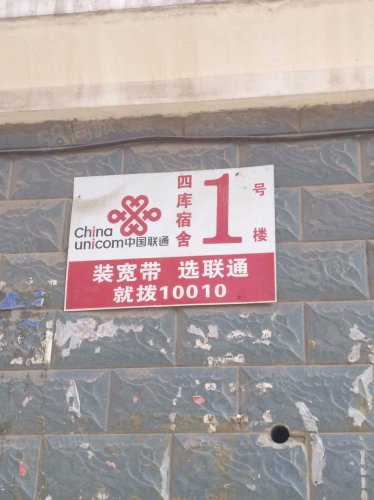 China
unicom中国联通
四库宿舍
1号楼
装宽带 选联通
就拨10010